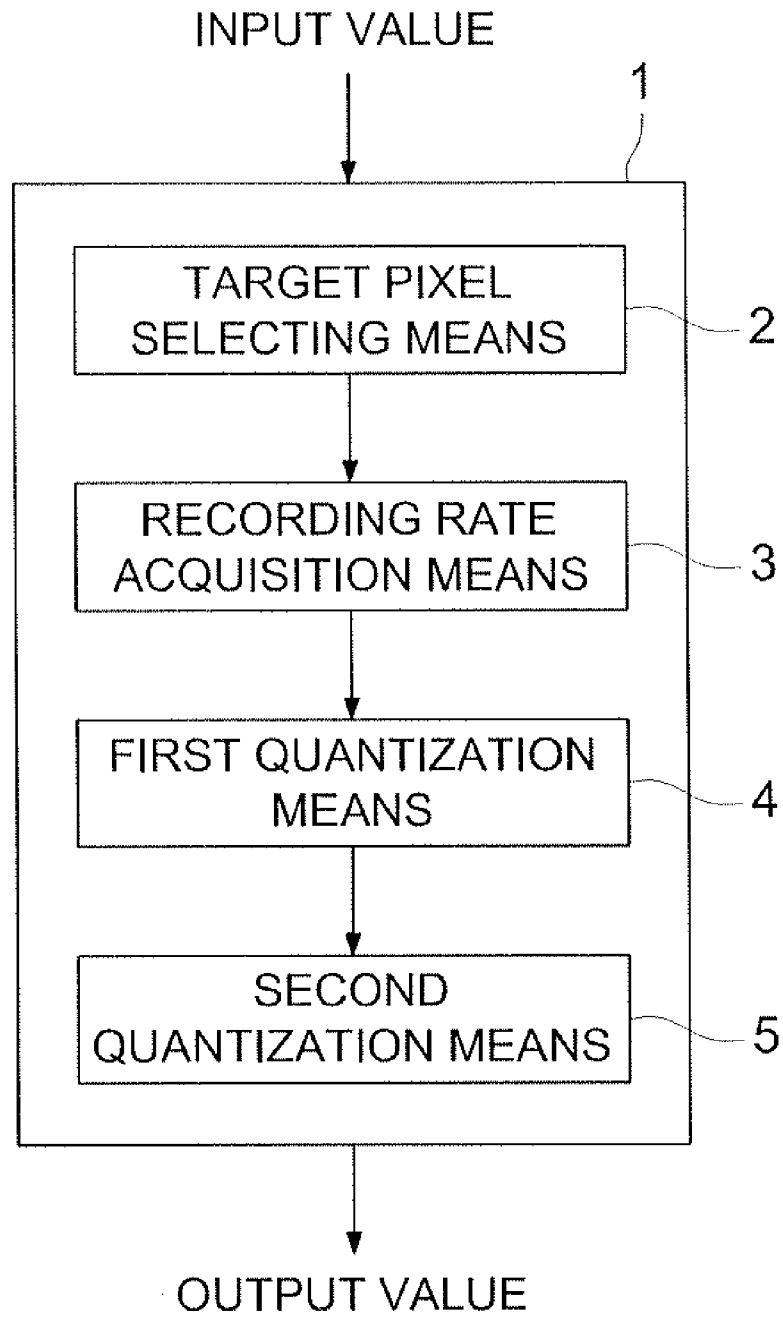 INPUT VALUE
1
TARGET PIXEL
SELECTING MEANS
2
RECORDING RATE
ACQUISITION MEANS
3
FIRST QUANTIZATION
MEANS
4
SECOND
QUANTIZATION MEANS
5
OUTPUT VALUE